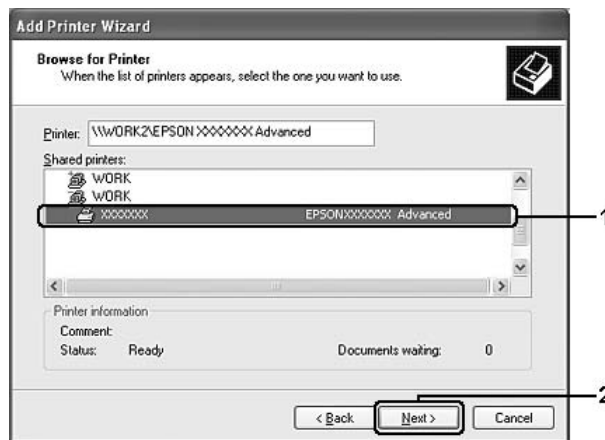 Add Printer Wizard
Browse for Printer
When the list of printers appears, select the one you want to use.
Printer: \\WORK2\EPSON XXXXXXX Advanced
Shared printers:
WORK
WORK
XXXXXXX EPSONXXXXXXX Advanced
1
Printer information
Comment:
Status: Ready Documents waiting: 0
2
< Back Next > Cancel